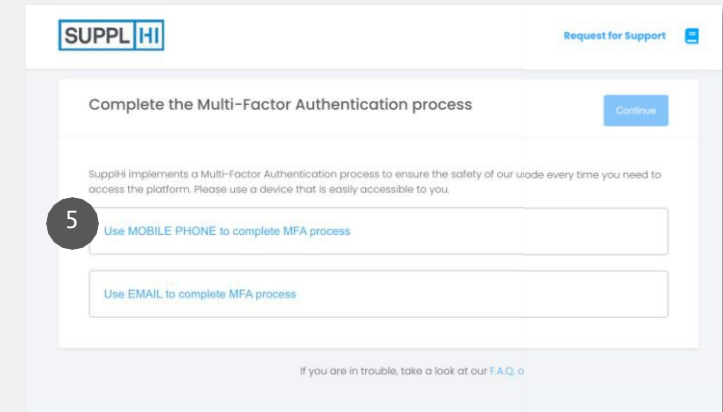 SUPPLHI
Request for Support
Complete the Multi-Factor Authentication process
Continue
SupplHi implements a Multi-Factor Authentication process to ensure the safety of our uode every time you need to
access the platform. Please use a device that is easily accessible to you.
5
Use MOBILE PHONE to complete MFA process
Use EMAIL to complete MFA process
If you are in trouble, take a look at our F.A.Q. o